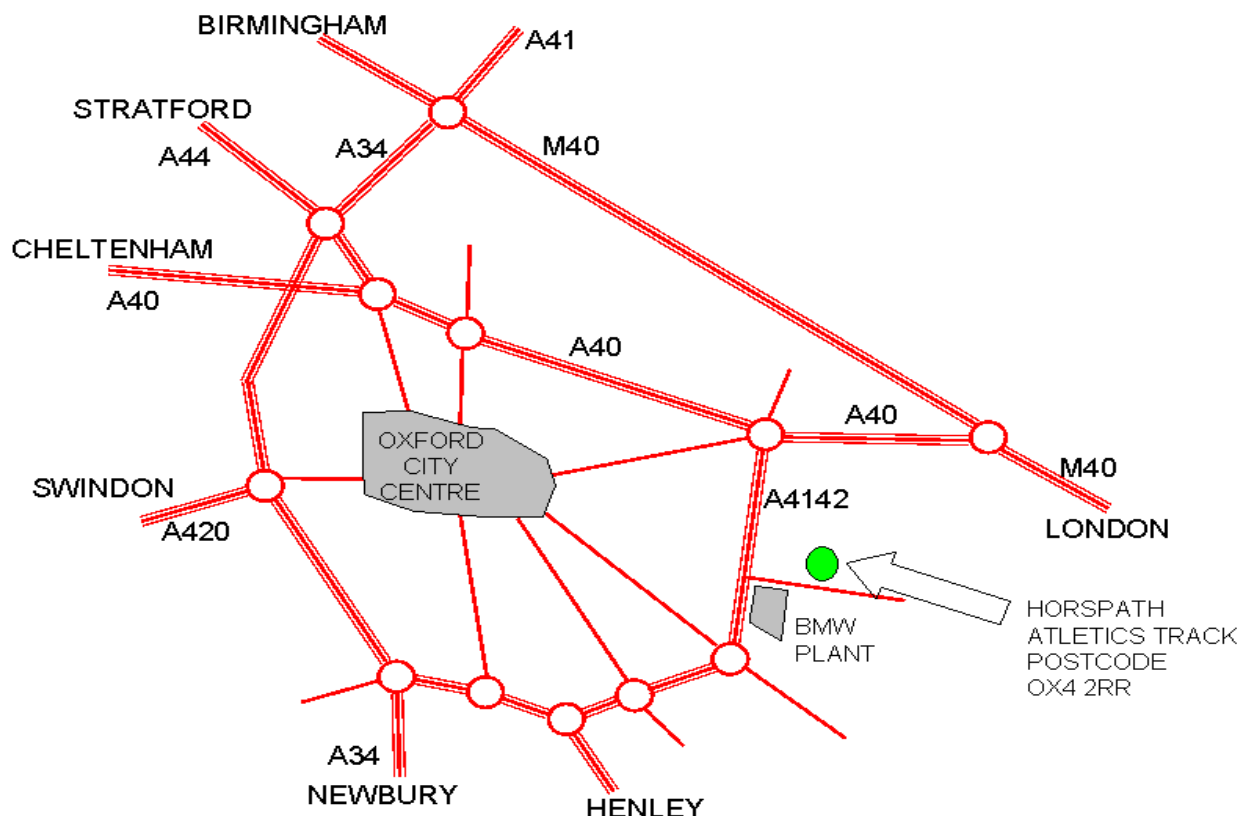 BIRMINGHAM
A41
STRATFORD
A44
A34
M40
CHELTENHAM
A40
A40
A40
OXFORD
CITY
CENTRE
M40
SWINDON
A420
A4142
LONDON
HORSPATH
ATLETICS TRACK
POSTCODE
OX4 2RR
BMW
PLANT
A34
NEWBURY
HENLEY